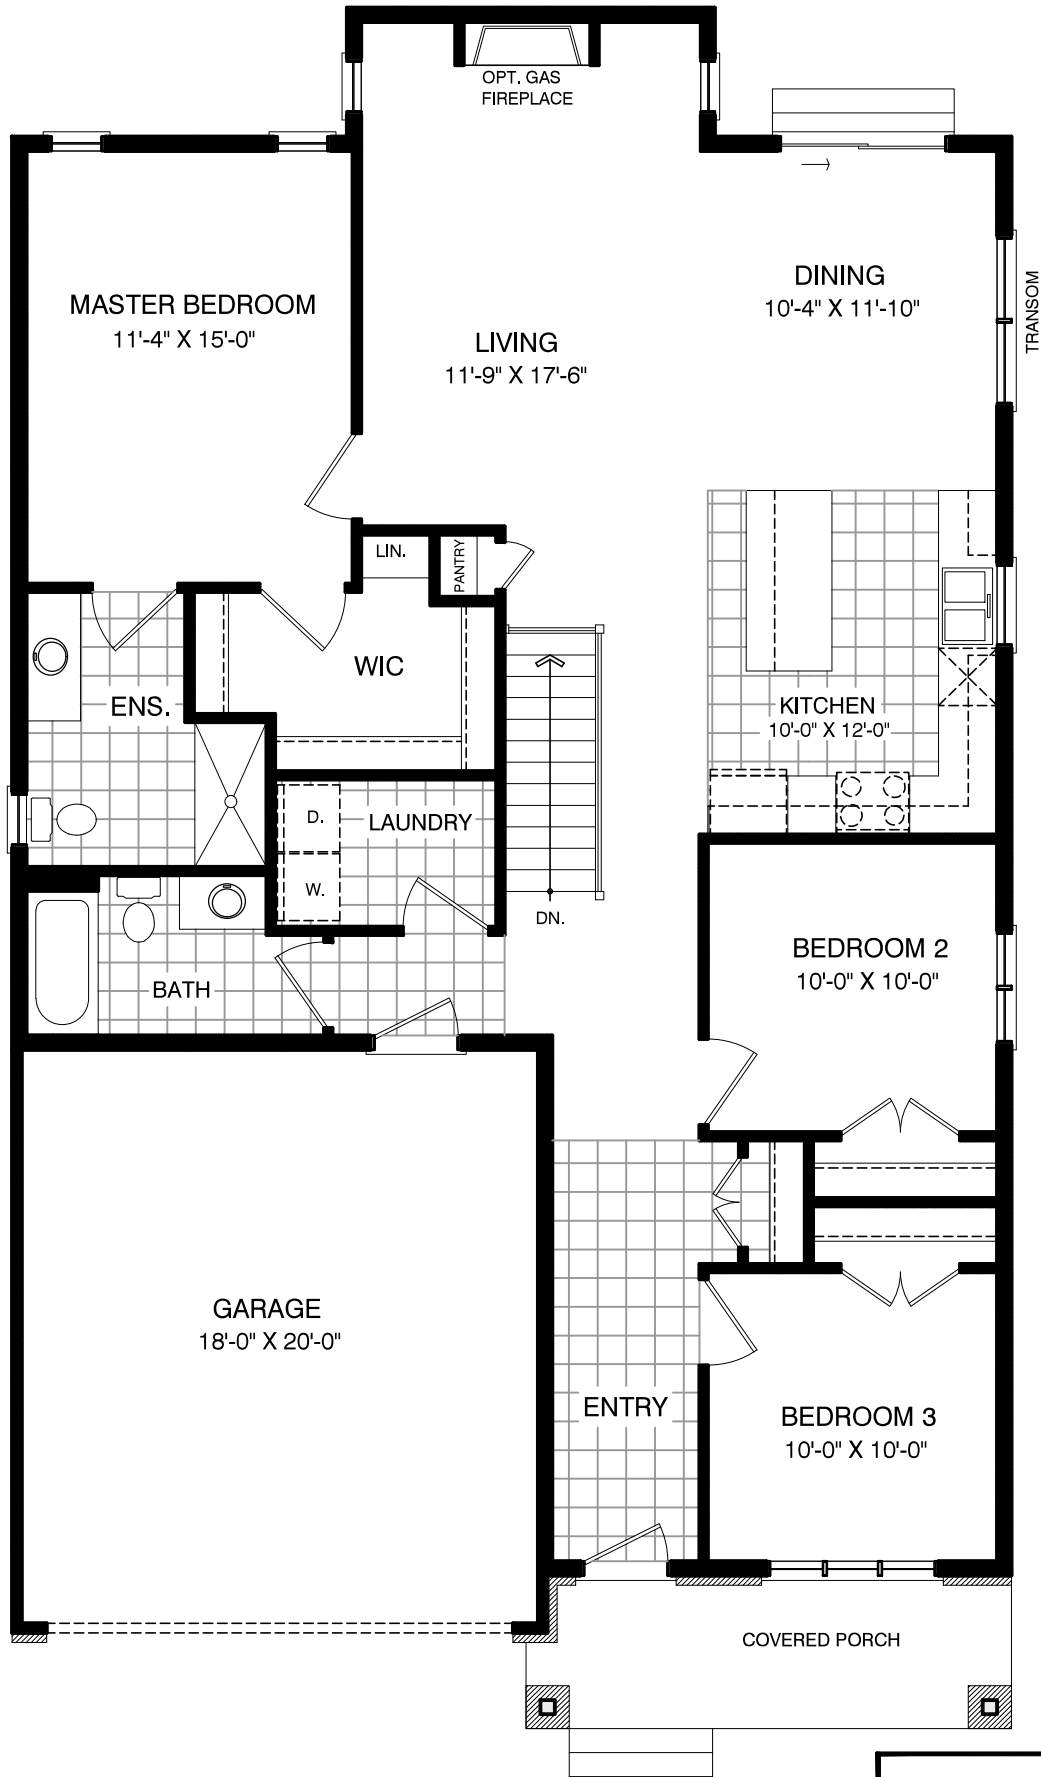 OPT. GAS
FIREPLACE
MASTER BEDROOM
11'-4" X 15'-0"
LIVING
11'-9" X 17'-6"
DINING
10'-4" X 11'-10"
TRANSOM
LIN.
PANTRY
WIC
ENS.
KITCHEN
10'-0" X 12'-0"
D.
LAUNDRY
W.
DN.
BATH
BEDROOM 2
10'-0" X 10'-0"
GARAGE
18'-0" X 20'-0"
ENTRY
BEDROOM 3
10'-0" X 10'-0"
COVERED PORCH